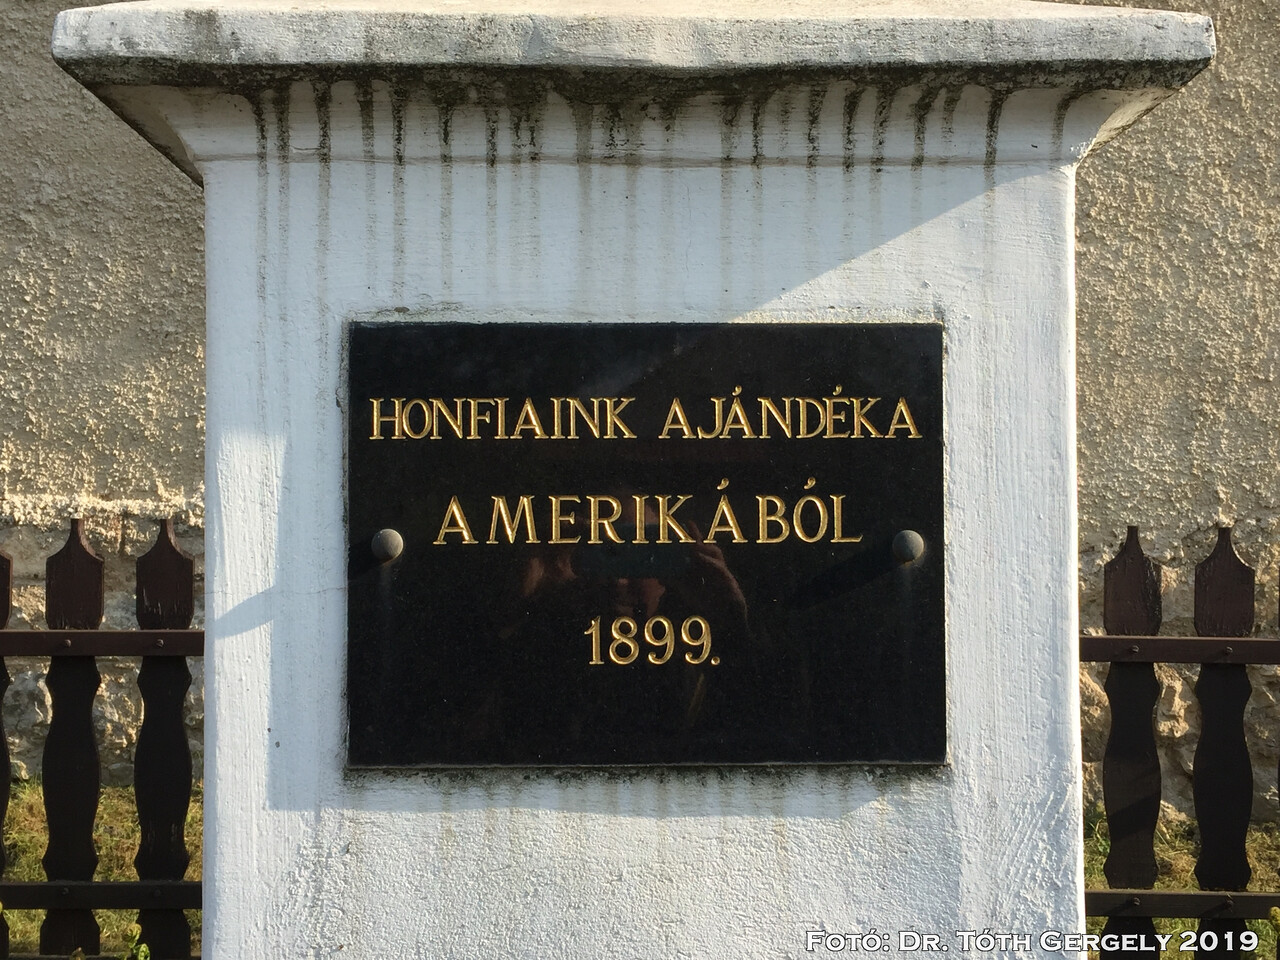 HONFIAINK AJÁNDÉKA
AMERIKÁBÓL
1899.
FOTÓ: DR. TÓTH GERGELY 2019